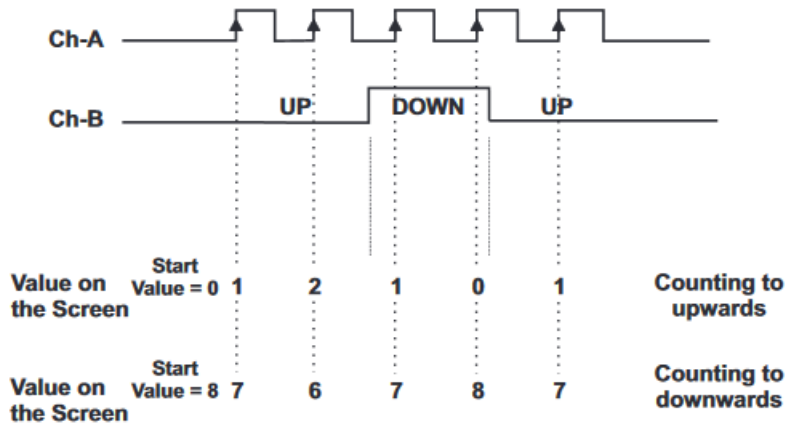 Ch-A
Ch-B
UP DOWN UP
Value on
the Screen
Start
Value = 0
1 2 1 0 1
Counting to
upwards
Value on
the Screen
Start
Value = 8
7 6 7 8 7
Counting to
downwards